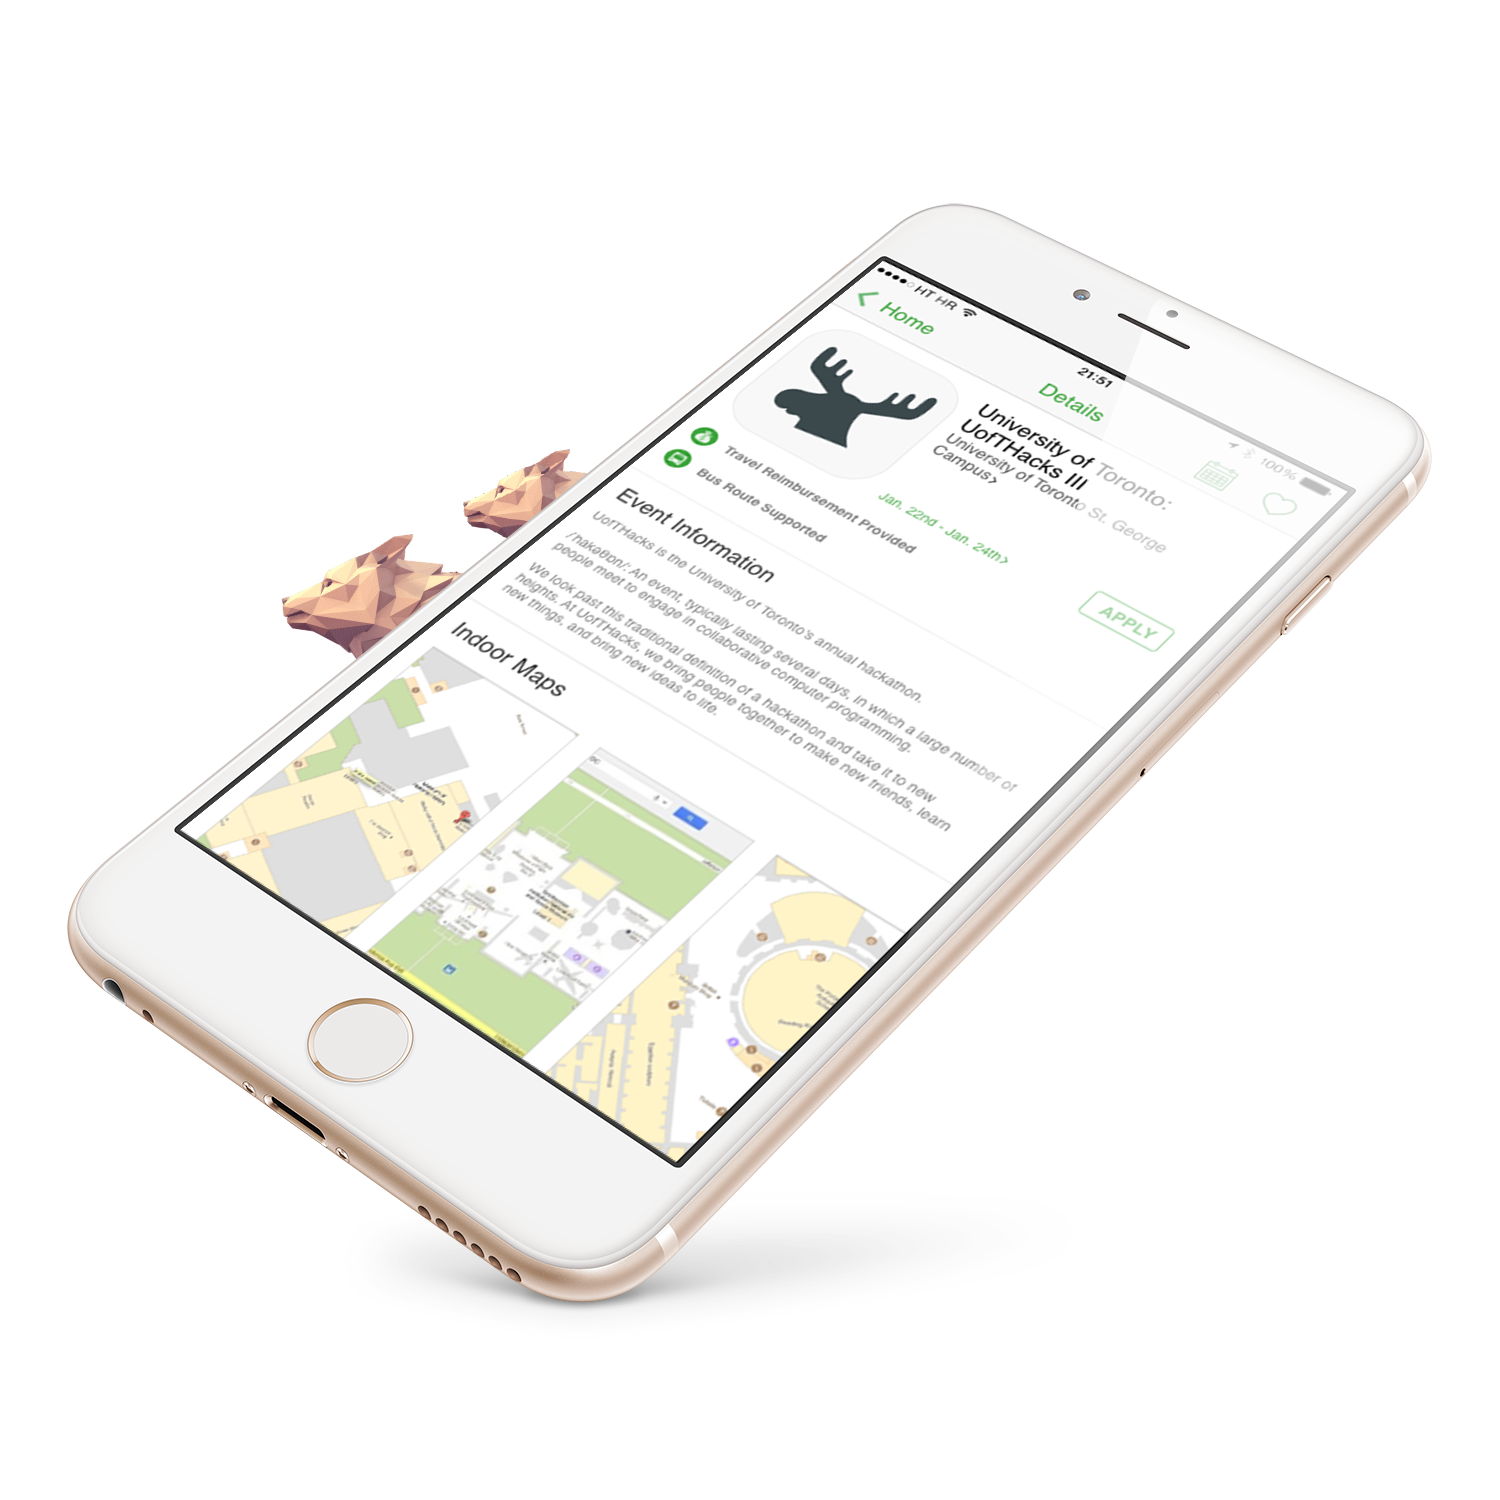 HT HR
21:51
100%
Home
Details
University of Toronto:
UofTHacks III
University of Toronto St. George
Campus>
Jan. 22nd - Jan. 24th>
Travel Reimbursement Provided
Bus Route Supported
APPLY
Event Information
UofTHacks is the University of Toronto's annual hackathon.
/'hakəθɒn/: An event, typically lasting several days, in which a large number of
people meet to engage in collaborative computer programming.
We look past this traditional definition of a hackathon and take it to new
heights. At UofTHacks, we bring people together to make new friends, learn
new things, and bring new ideas to life.
Indoor Maps